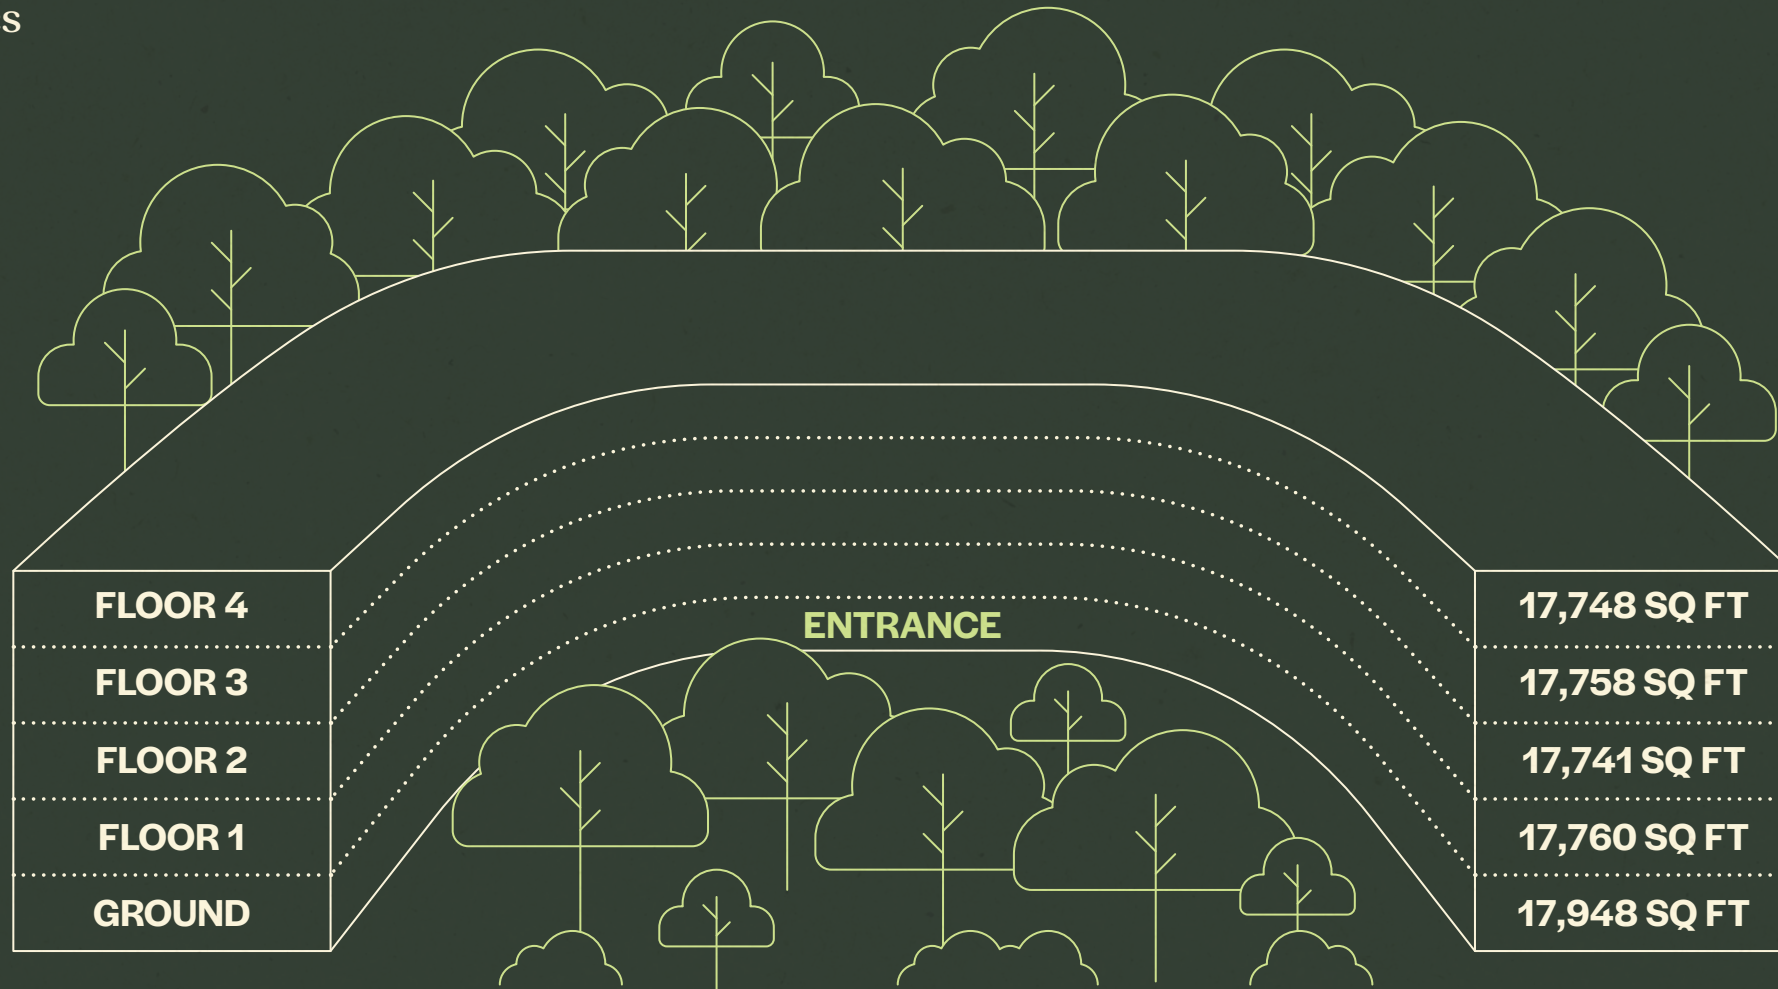 S
ENTRANCE
FLOOR 4 17,748 SQ FT
FLOOR 3 17,758 SQ FT
FLOOR 2 17,741 SQ FT
FLOOR 1 17,760 SQ FT
GROUND 17,948 SQ FT